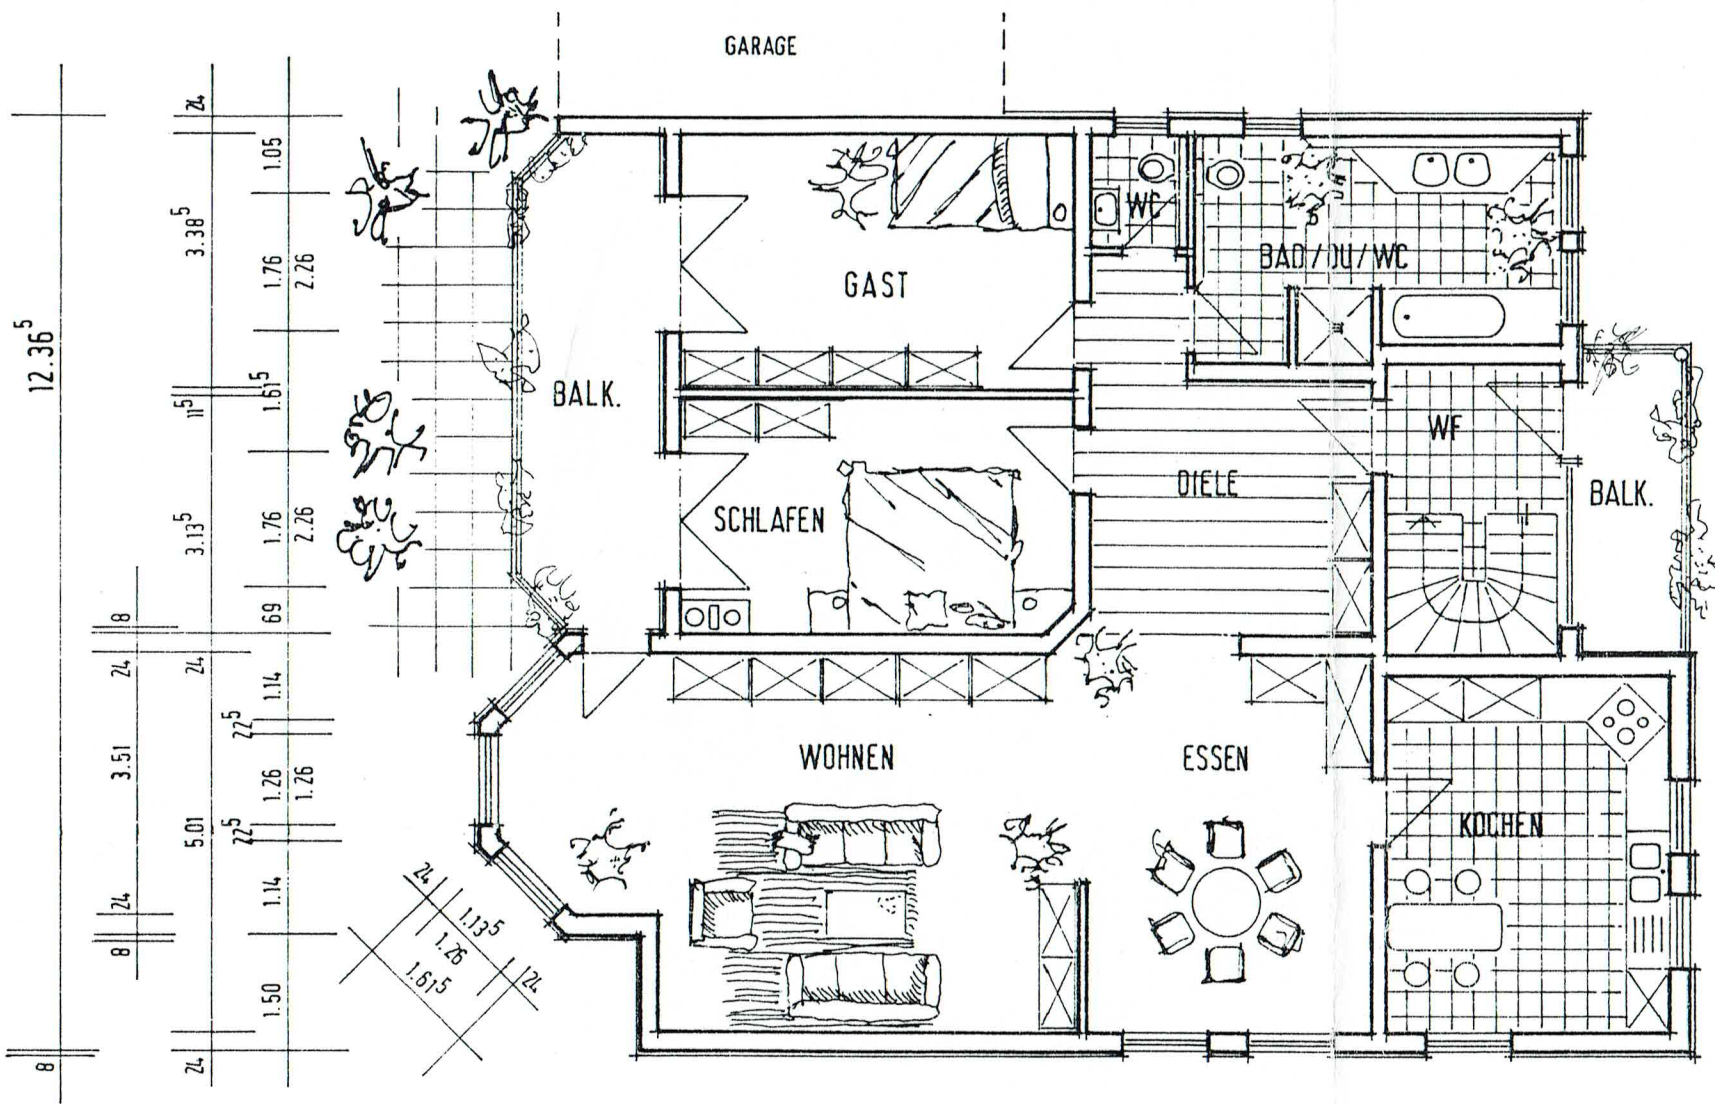 GARAGE
WC
BAD/DU/WC
GAST
BALK.
WF
SCHLAFEN
DIELE
BALK.
WOHNEN
ESSEN
KOCHEN
12.36⁵
8
8
24
3.51
24
8
24
3.38⁵
11⁵
3.13⁵
24
5.01
24
1.05
1.76
2.26
1.61⁵
1.76
2.26
69
1.14
22⁵
1.26
1.26
22⁵
1.14
1.50
24
1.13⁵
1.26
1.61⁵
24